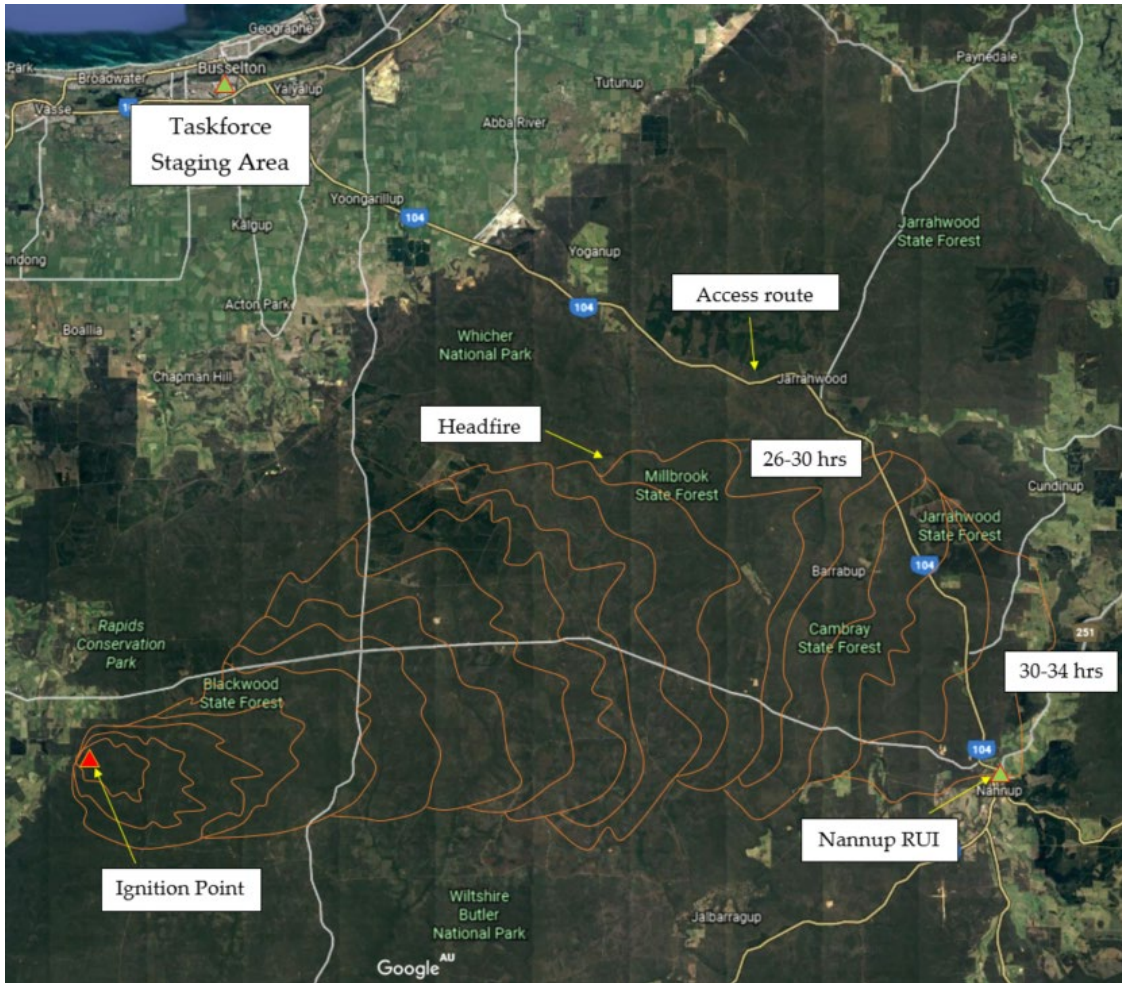 Geographe
Park
Broadwater
Busselton
Vasse
Yalyalup
Taskforce
Staging Area
Tutunup
Paynedale
Abba River
Yoongarillup
104
Kalgup
Jarrahwood
State Forest
Yoganup
Acton Park
104
Access route
Boallia
Whicher
National Park
Chapman Hill
Jarrahwood
Headfire
26-30 hrs
Millbrook
State Forest
Cundinup
Jarrahwood
State Forest
104
Barrabup
Rapids
Conservation
Park
Cambray
State Forest
251
30-34 hrs
Blackwood
State Forest
104
Nannup
Nannup RUI
Ignition Point
Wiltshire
Butler
National Park
Jalbarragup
Google AU